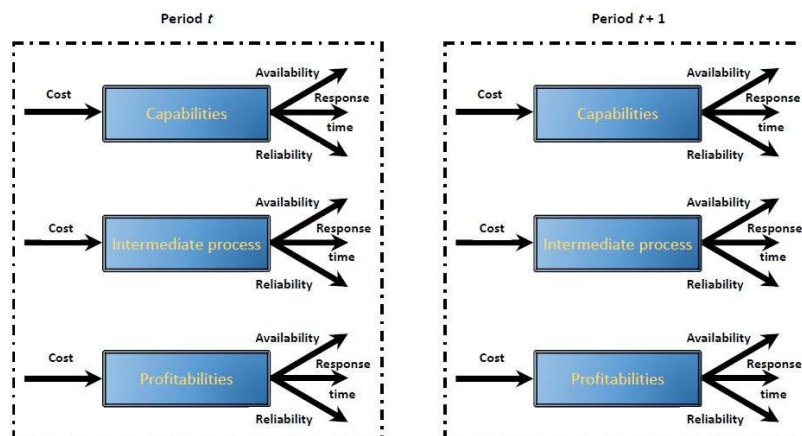 Period t
Period t + 1
Cost
Capabilities
Availability
Response
time
Reliability
Cost
Capabilities
Availability
Response
time
Reliability
Cost
Intermediate process
Availability
Response
time
Reliability
Cost
Intermediate process
Availability
Response
time
Reliability
Cost
Profitabilities
Availability
Response
time
Reliability
Cost
Profitabilities
Availability
Response
time
Reliability